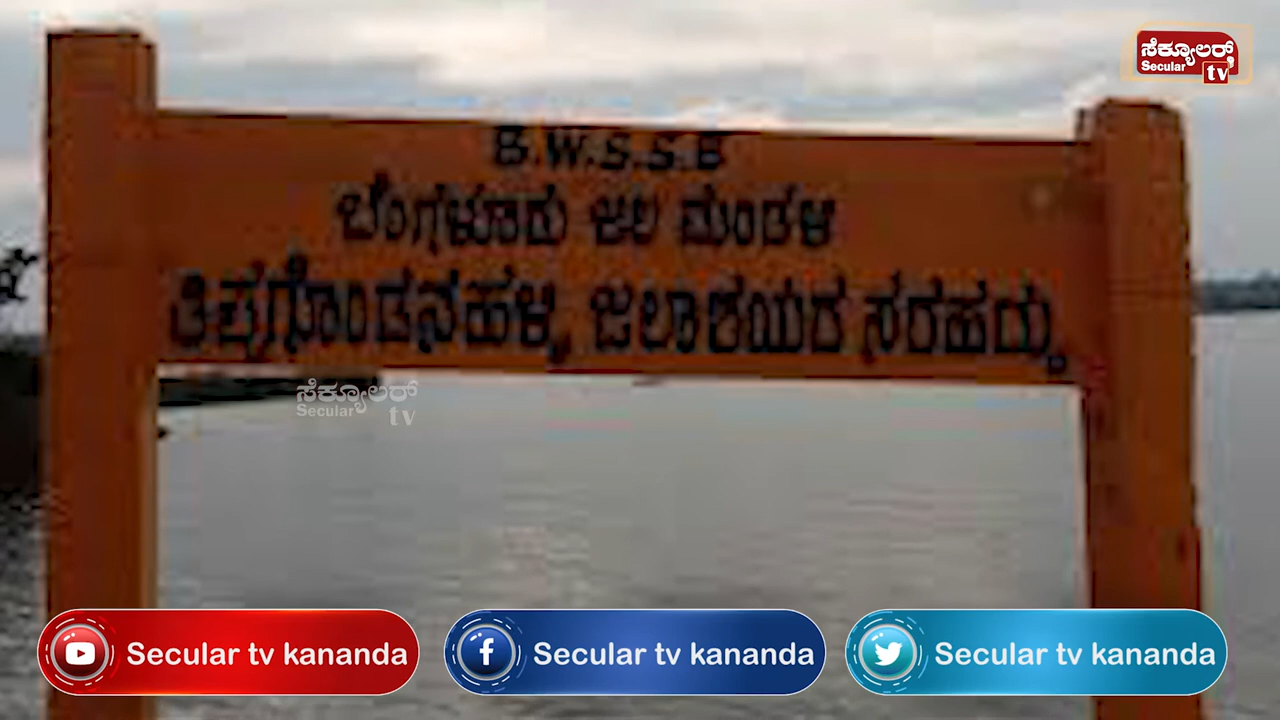 ಸೆಕ್ಯೂಲರ್
Secular tv
B.W.S.S.B
ಬೆಂಗಳೂರು ಜಲ ಮಂಡಳಿ
ತಿಪ್ಪಗೊಂಡನಹಳ್ಳಿ ಜಲಾಶಯದ ಸರಹದ್ದು
ಸೆಕ್ಯೂಲರ್
Secular tv
Secular tv kananda
Secular tv kananda
Secular tv kananda